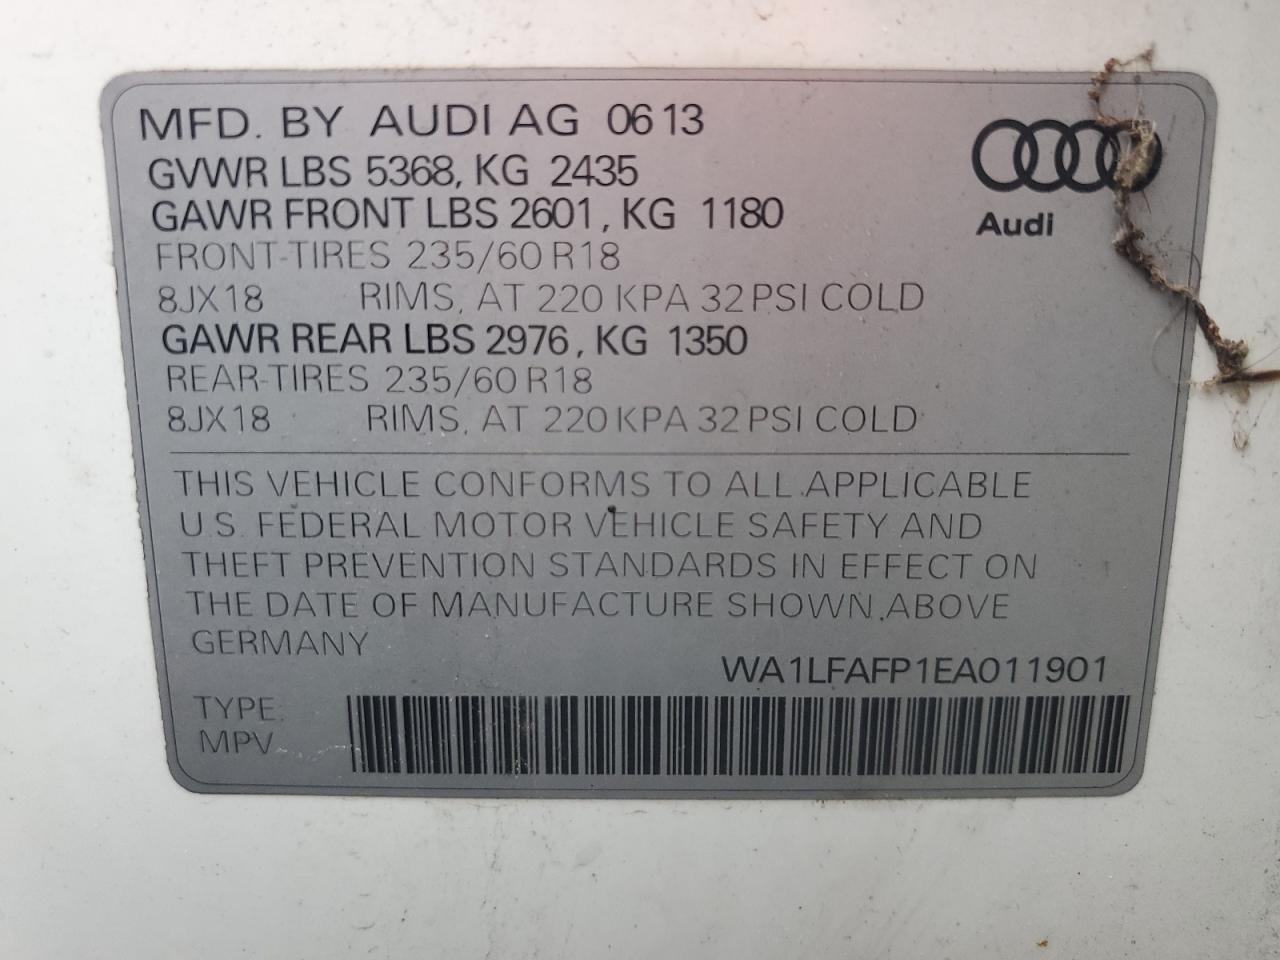 MFD. BY AUDI AG 0613
GVWR LBS 5368, KG 2435
GAWR FRONT LBS 2601, KG 1180
FRONT-TIRES 235/60 R18
8JX18 RIMS, AT 220 KPA 32 PSI COLD
GAWR REAR LBS 2976, KG 1350
REAR-TIRES 235/60 R18
8JX18 RIMS, AT 220 KPA 32 PSI COLD
Audi
THIS VEHICLE CONFORMS TO ALL APPLICABLE
U.S. FEDERAL MOTOR VEHICLE SAFETY AND
THEFT PREVENTION STANDARDS IN EFFECT ON
THE DATE OF MANUFACTURE SHOWN ABOVE
GERMANY
WA1LFAFP1EA011901
TYPE:
MPV